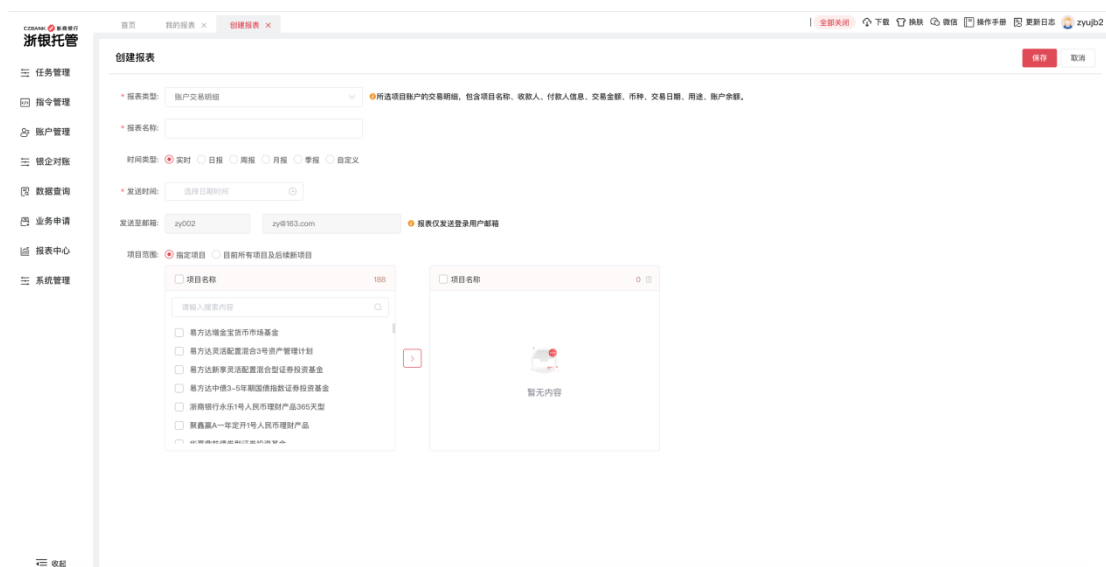 CZBANK 浙商银行
浙银托管
首页 我的报表 × 创建报表 ×
全部关闭 下载 换肤 微信 操作手册 更新日志 zyujb2
任务管理
指令管理
账户管理
银企对账
数据查询
业务申请
报表中心
系统管理
收起
创建报表
保存 取消
* 报表类型: 账户交易明细 所选项目账户的交易明细，包含项目名称、收款人、付款人信息、交易金额、币种、交易日期、用途、账户余额。
* 报表名称:
时间类型: 实时 日报 周报 月报 季报 自定义
* 发送时间: 选择日期时间
发送至邮箱: zy002 zy@163.com 报表仅发送登录用户邮箱
项目范围: 指定项目 目前所有项目及后续新项目
项目名称 188
请输入搜索内容
易方达增金宝货币市场基金
易方达灵活配置混合3号资产管理计划
易方达新享灵活配置混合型证券投资基金
易方达中债3-5年期国债指数证券投资基金
浙商银行永乐1号人民币理财产品365天型
聚鑫赢A一年定开1号人民币理财产品
项目名称 0
暂无内容